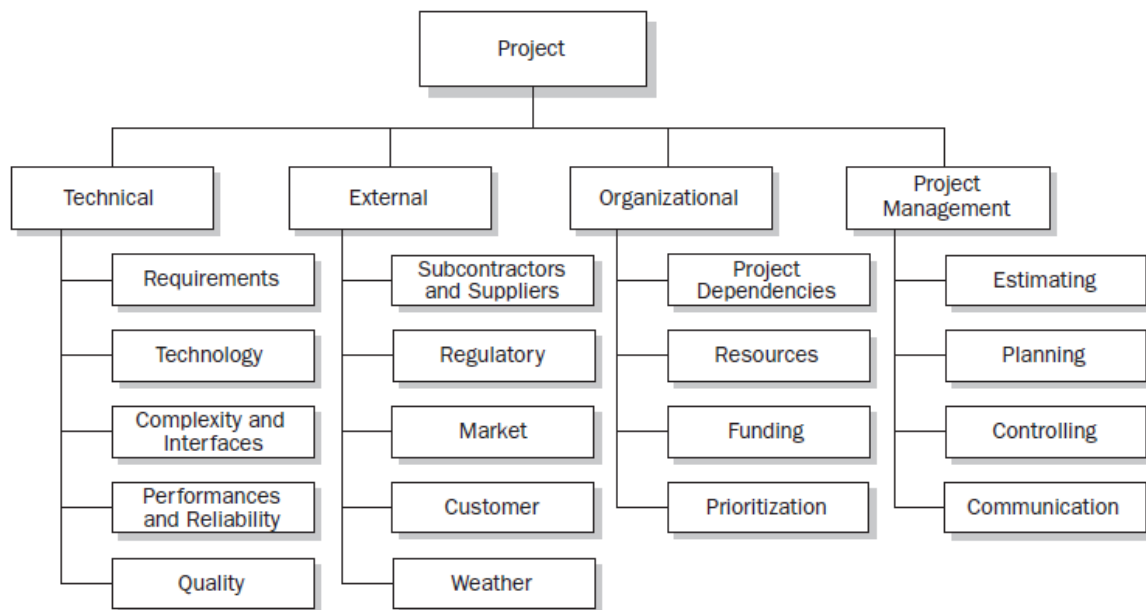 Project
Technical
External
Organizational
Project
Management
Requirements
Subcontractors
and Suppliers
Project
Dependencies
Estimating
Technology
Regulatory
Resources
Planning
Complexity and
Interfaces
Market
Funding
Controlling
Performances
and Reliability
Customer
Prioritization
Communication
Quality
Weather